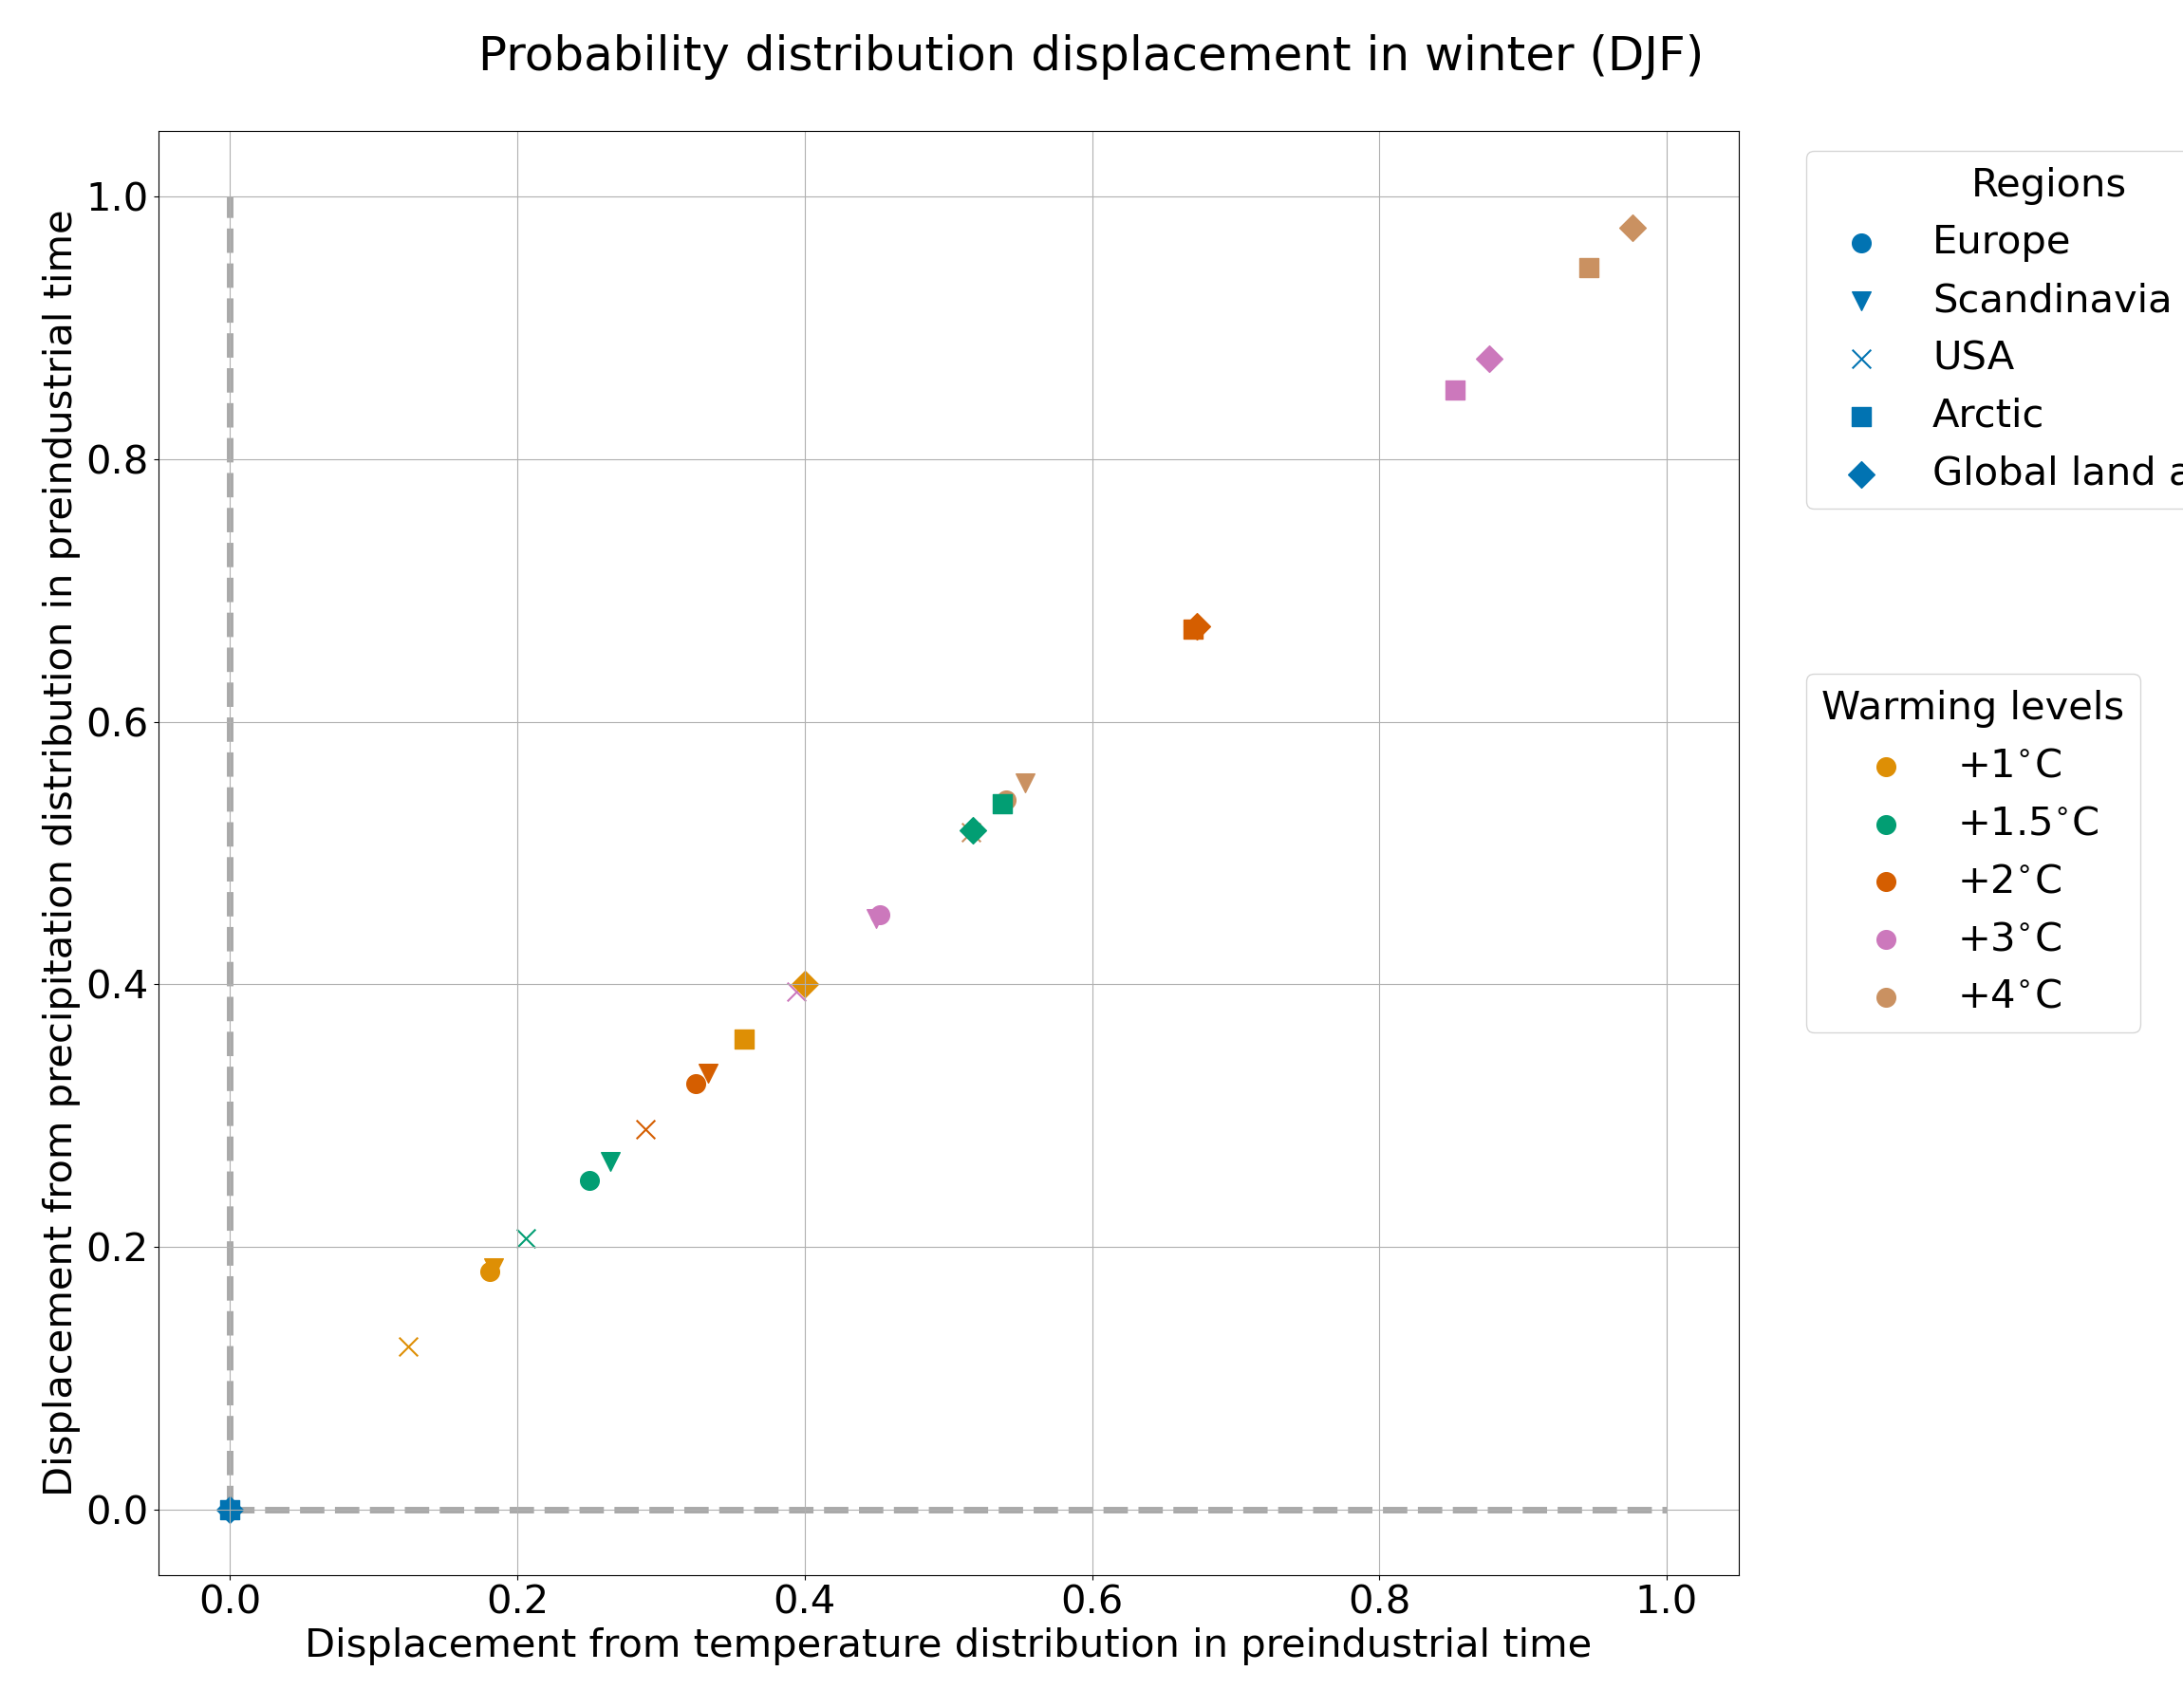 Probability distribution displacement in winter (DJF)
Displacement from precipitation distribution in preindustrial time
1.0
0.8
0.6
0.4
0.2
0.0
0.0 0.2 0.4 0.6 0.8 1.0
Displacement from temperature distribution in preindustrial time
Regions
Europe
Scandinavia
USA
Arctic
Global land
Warming levels
+1°C
+1.5°C
+2°C
+3°C
+4°C